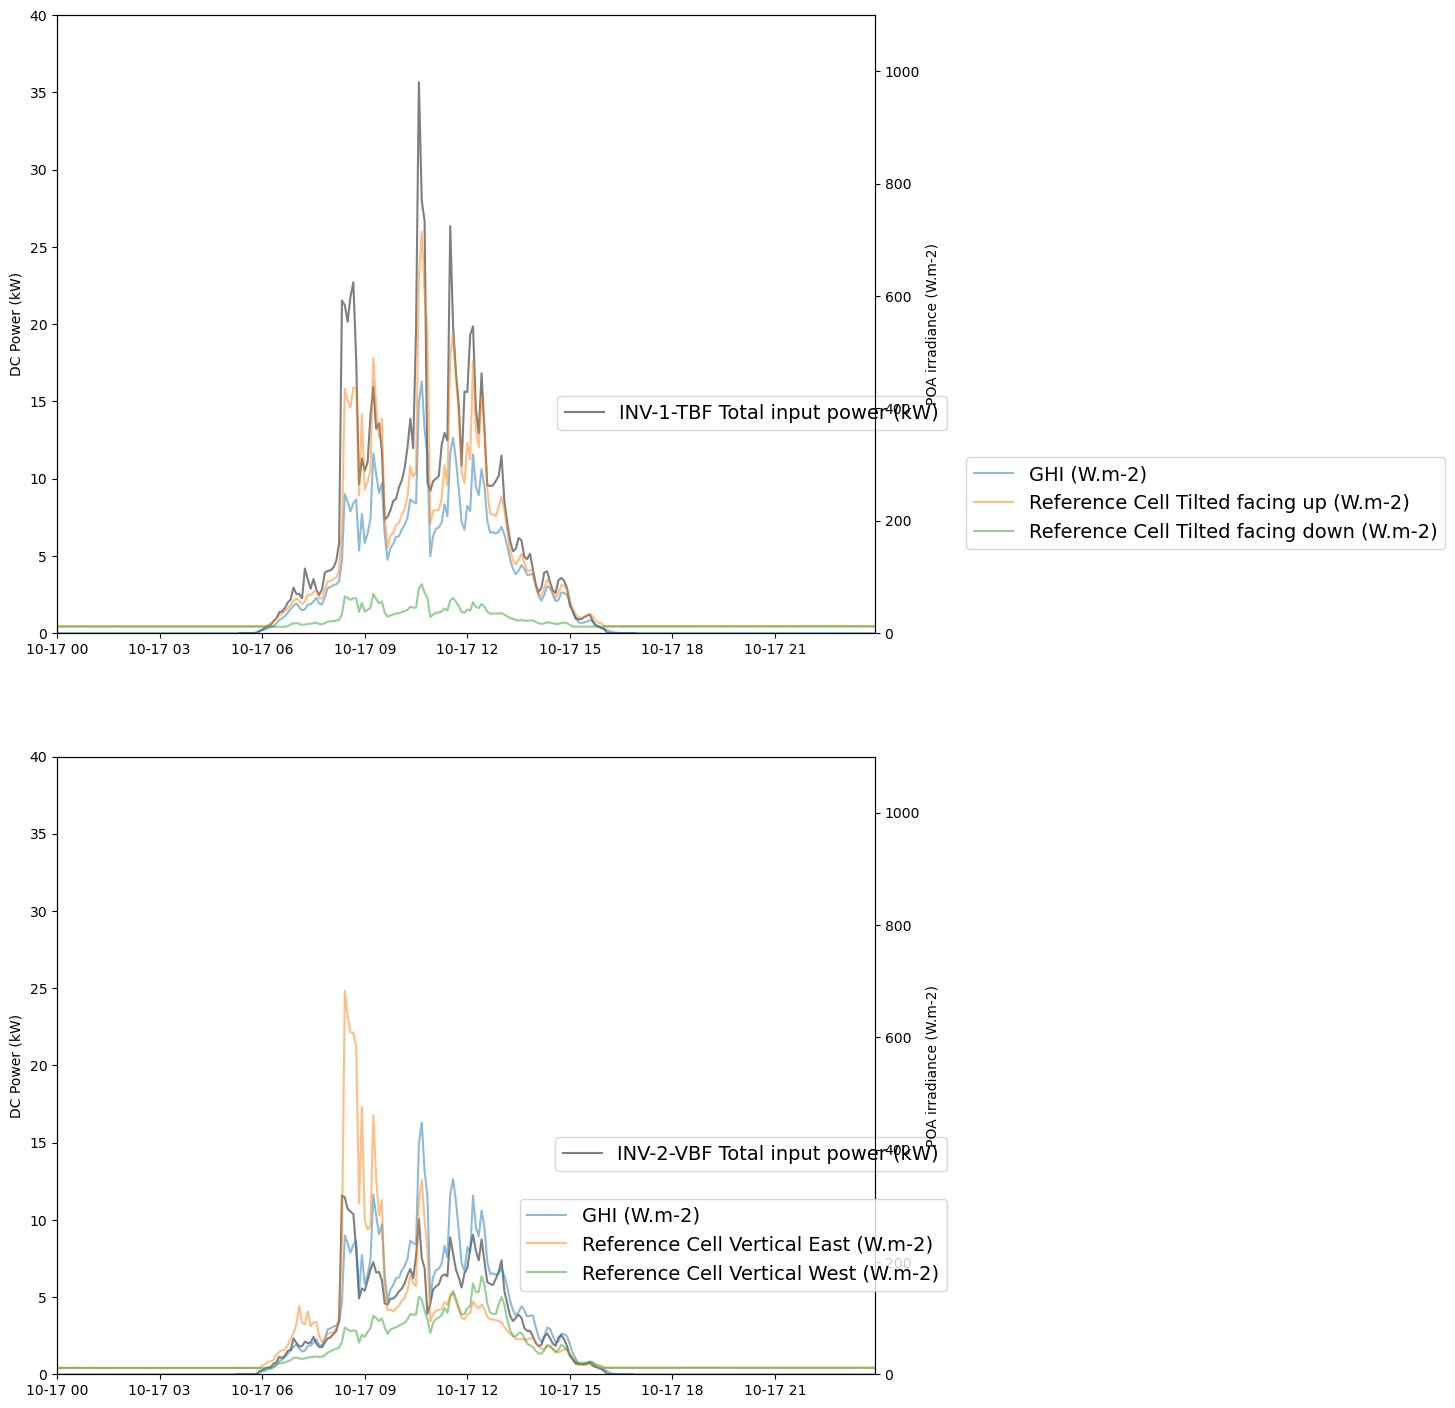 40
35
30
25
20
15
10
5
0
DC Power (kW)
1000
800
600
400
200
0
POA irradiance (W.m-2)
INV-1-TBF Total input power (kW)
GHI (W.m-2)
Reference Cell Tilted facing up (W.m-2)
Reference Cell Tilted facing down (W.m-2)
10-17 00 10-17 03 10-17 06 10-17 09 10-17 12 10-17 15 10-17 18 10-17 21
40
35
30
25
20
15
10
5
0
DC Power (kW)
1000
800
600
400
200
0
POA irradiance (W.m-2)
INV-2-VBF Total input power (kW)
GHI (W.m-2)
Reference Cell Vertical East (W.m-2)
Reference Cell Vertical West (W.m-2)
10-17 00 10-17 03 10-17 06 10-17 09 10-17 12 10-17 15 10-17 18 10-17 21